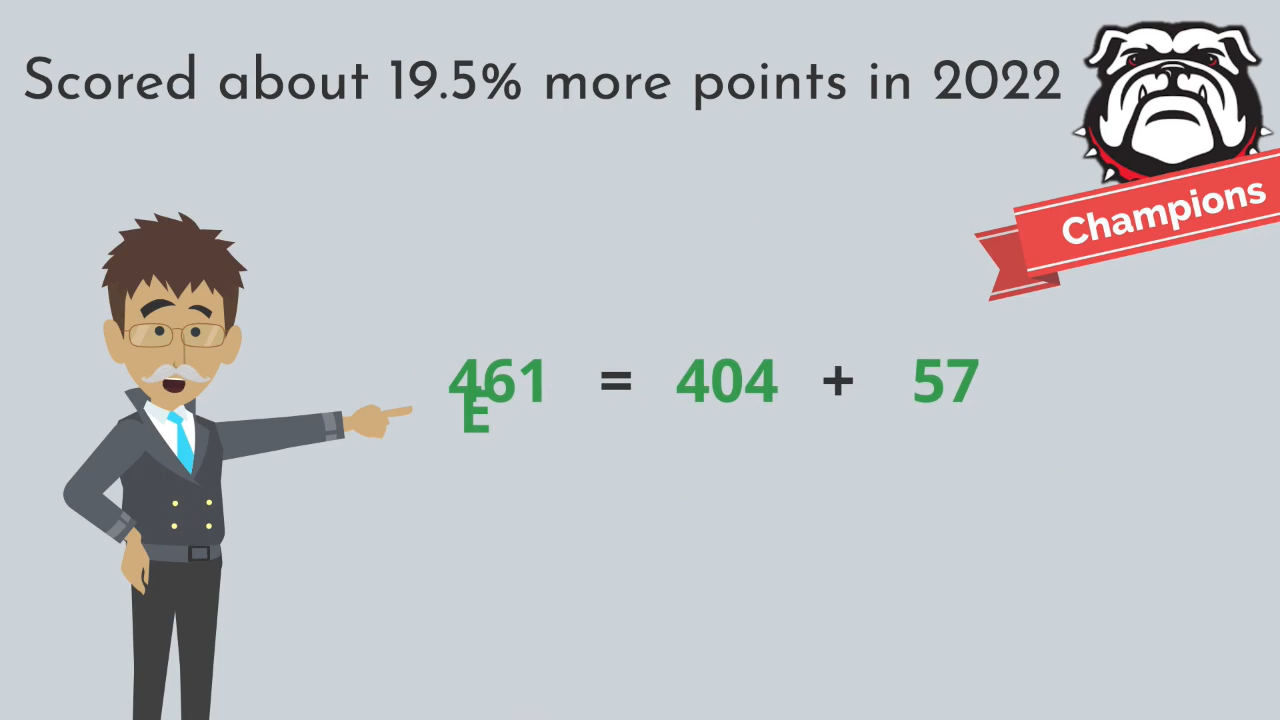 Scored about 19.5% more points in 2022
Champions
461 = 404 + 57
E